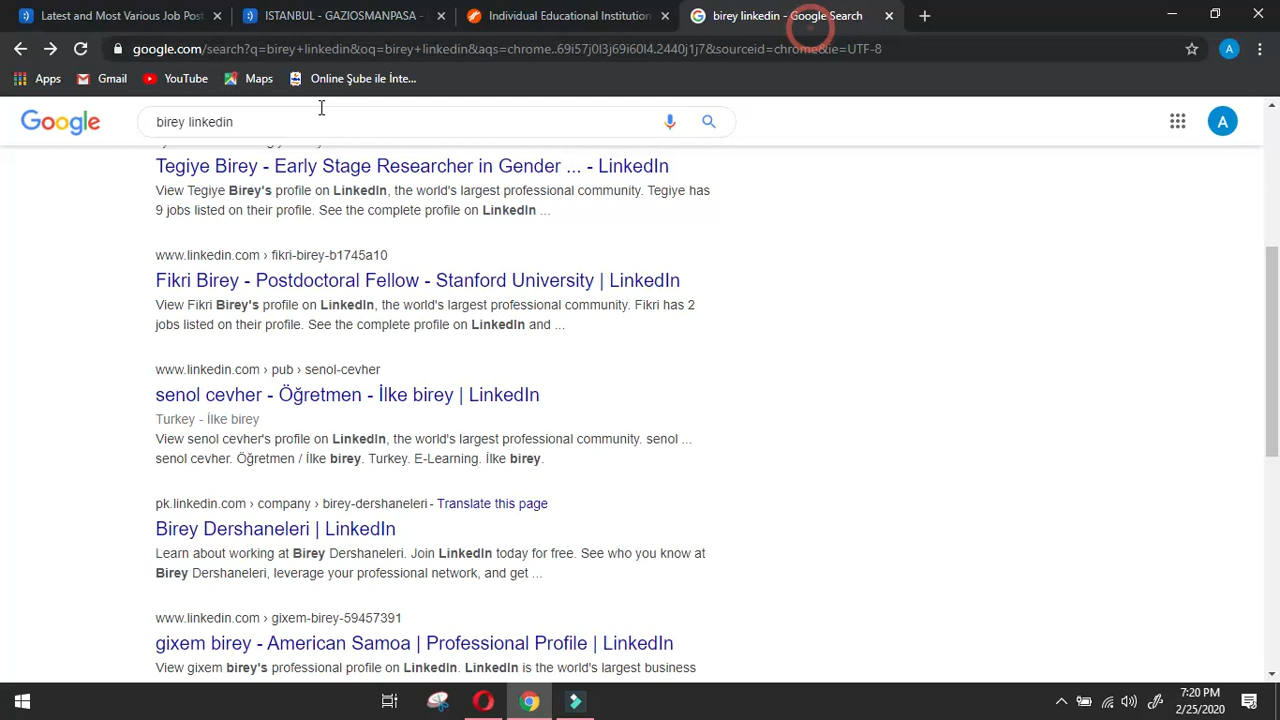 Latest and Most Various Job Post
ISTANBUL - GAZIOSMANPASA -
Individual Educational Institution
birey linkedin - Google Search
google.com/search?q=birey+linkedin&oq=birey+linkedin&aqs=chrome..69i57j0l3j69i60l4.2440j1j7&sourceid=chrome&ie=UTF-8
A
Apps
Gmail
YouTube
Maps
Online Şube ile İnte...
Google
birey linkedin
A
Tegiye Birey - Early Stage Researcher in Gender ... - LinkedIn
View Tegiye Birey's profile on LinkedIn, the world's largest professional community. Tegiye has
9 jobs listed on their profile. See the complete profile on LinkedIn ...
www.linkedin.com › fikri-birey-b1745a10
Fikri Birey - Postdoctoral Fellow - Stanford University | LinkedIn
View Fikri Birey's profile on LinkedIn, the world's largest professional community. Fikri has 2
jobs listed on their profile. See the complete profile on LinkedIn and ...
www.linkedin.com › pub › senol-cevher
senol cevher - Öğretmen - İlke birey | LinkedIn
Turkey - İlke birey
View senol cevher's profile on LinkedIn, the world's largest professional community. senol ...
senol cevher. Öğretmen / İlke birey. Turkey. E-Learning. İlke birey.
pk.linkedin.com › company › birey-dershaneleri - Translate this page
Birey Dershaneleri | LinkedIn
Learn about working at Birey Dershaneleri. Join LinkedIn today for free. See who you know at
Birey Dershaneleri, leverage your professional network, and get ...
www.linkedin.com › gixem-birey-59457391
gixem birey - American Samoa | Professional Profile | LinkedIn
View gixem birey's professional profile on LinkedIn. LinkedIn is the world's largest business
7:20 PM
2/25/2020